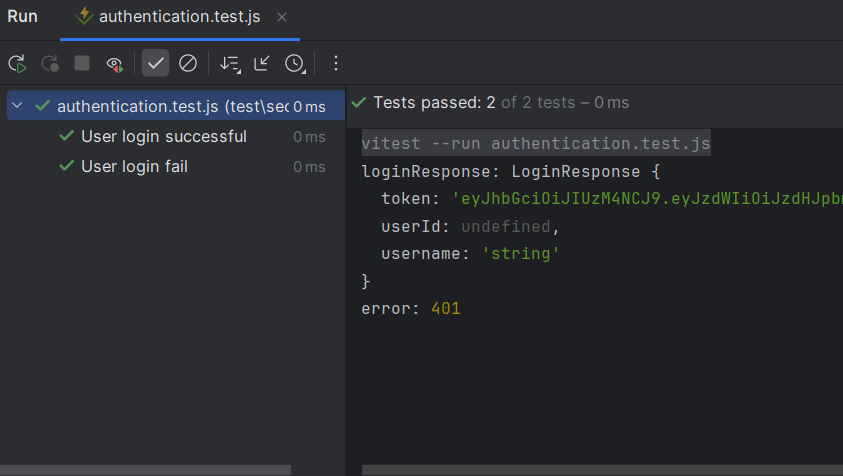 Run authentication.test.js
authentication.test.js (test\sec 0 ms
User login successful 0 ms
User login fail 0 ms
Tests passed: 2 of 2 tests – 0 ms
vitest --run authentication.test.js
loginResponse: LoginResponse {
token: 'eyJhbGciOiJIUzM4NCJ9.eyJzdWIiOiJzdHJpb
userId: undefined,
username: 'string'
}
error: 401